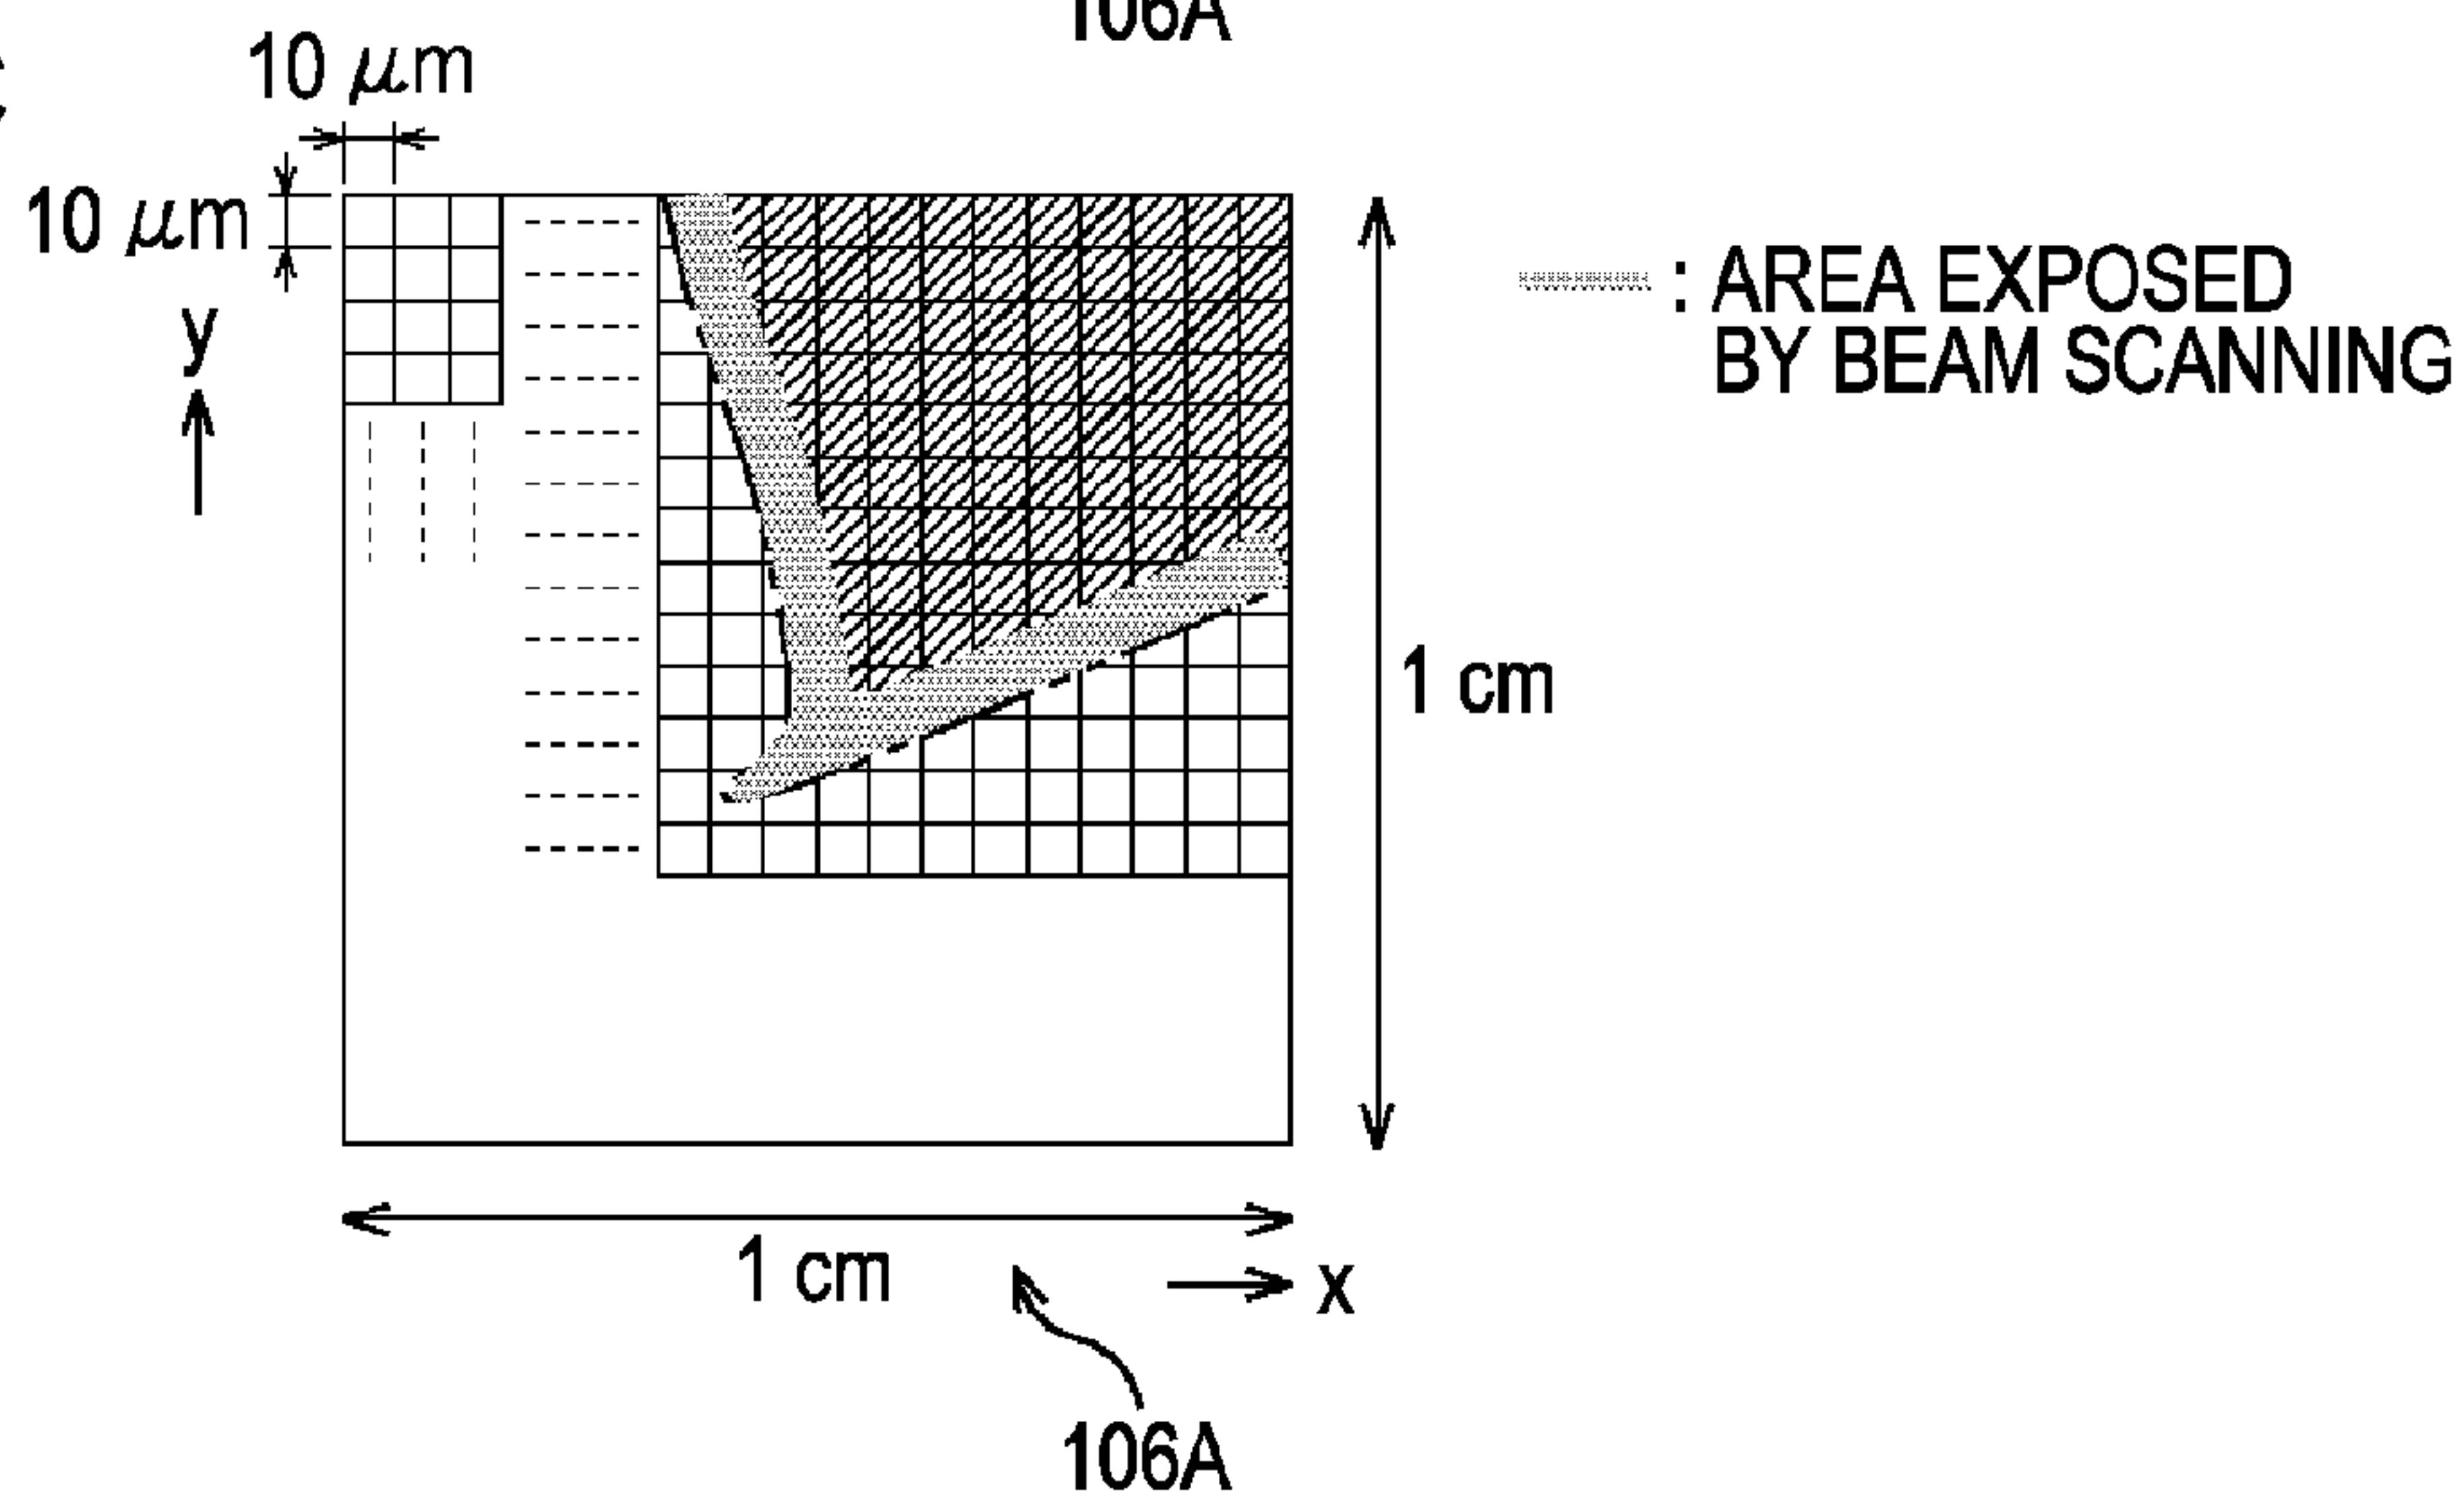 106A
10 μm
10 μm
y
: AREA EXPOSED
BY BEAM SCANNING
1 cm
1 cm
x
106A